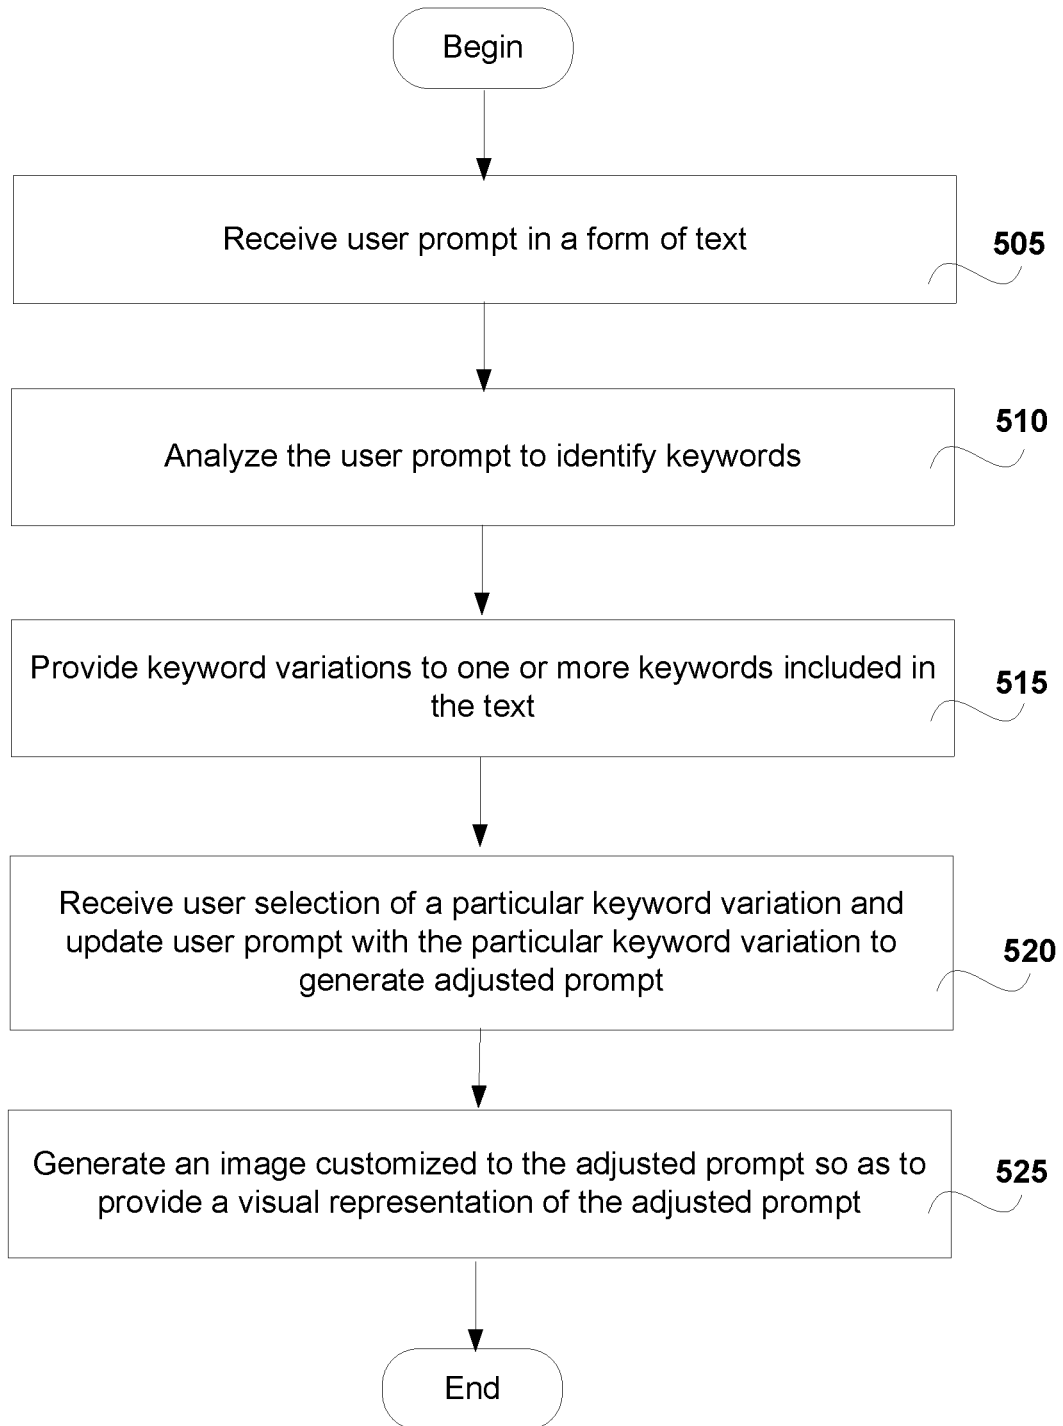 Begin
Receive user prompt in a form of text
505
Analyze the user prompt to identify keywords
510
Provide keyword variations to one or more keywords included in
the text
515
Receive user selection of a particular keyword variation and
update user prompt with the particular keyword variation to
generate adjusted prompt
520
Generate an image customized to the adjusted prompt so as to
provide a visual representation of the adjusted prompt
525
End